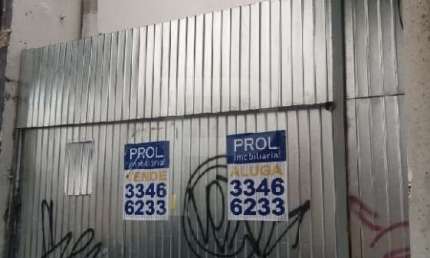 PROL
imobiliária
VENDE
3346
6233
PROL
imobiliária
ALUGA
3346
6233